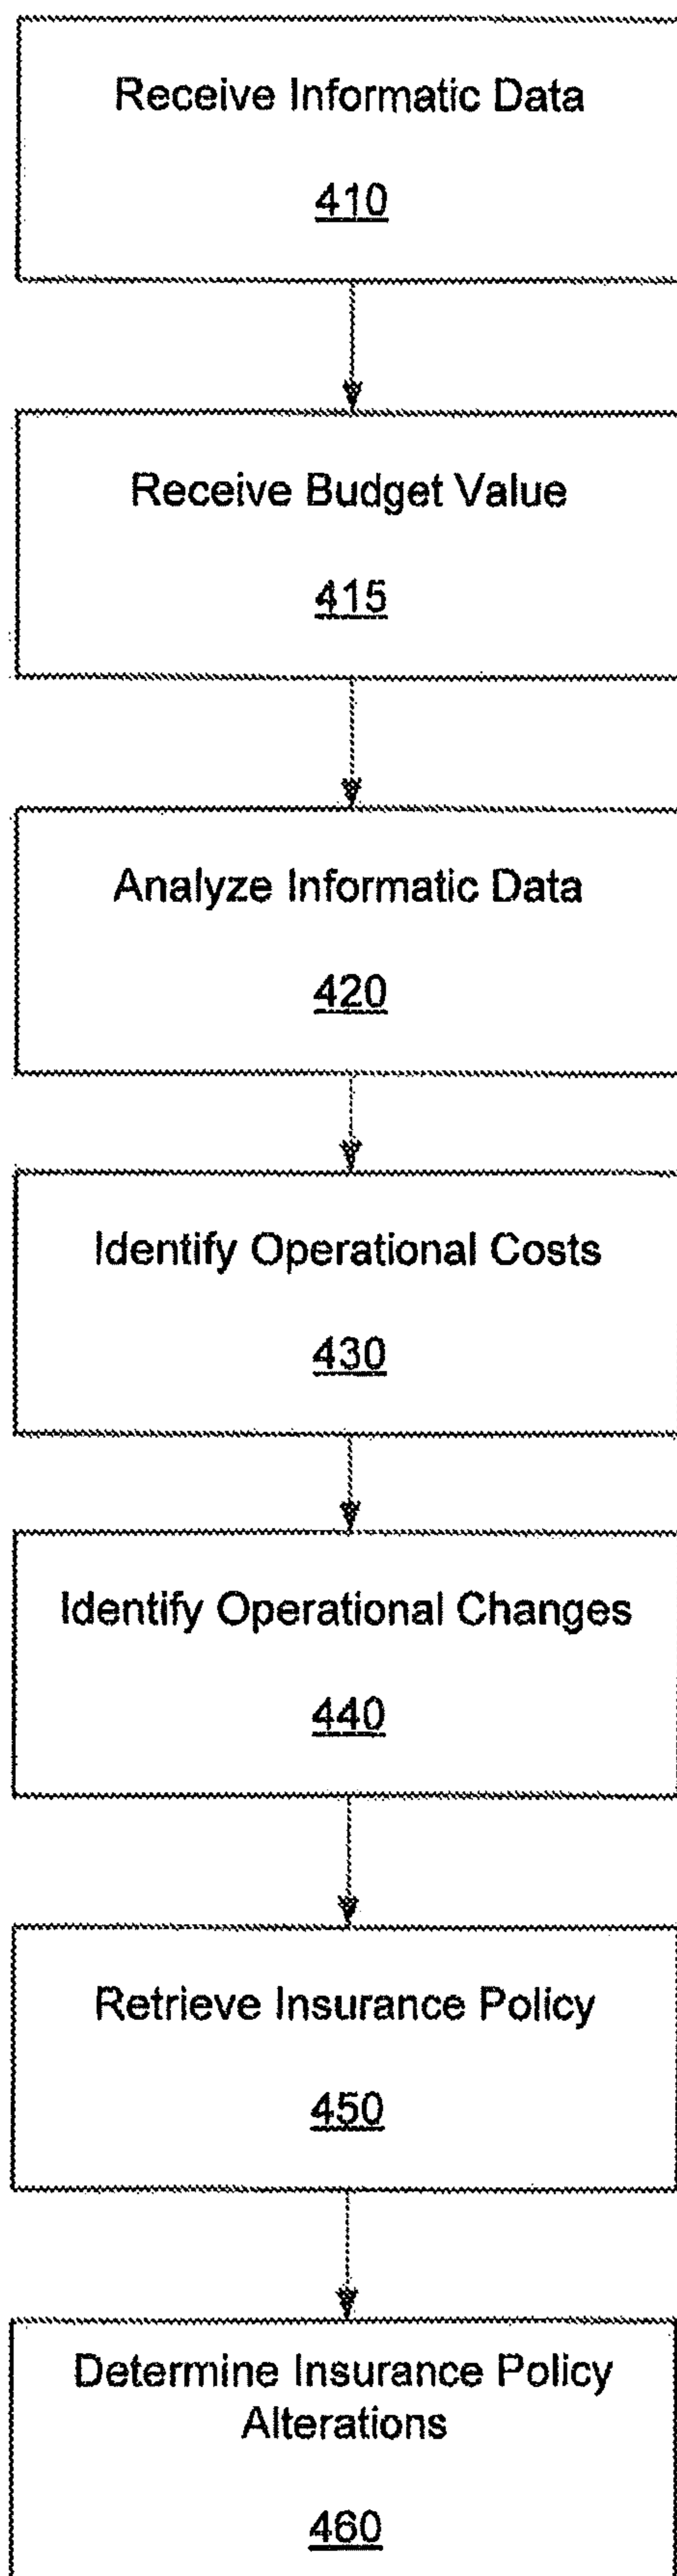 Receive Informatic Data
410
Receive Budget Value
415
Analyze Informatic Data
420
Identify Operational Costs
430
Identify Operational Changes
440
Retrieve Insurance Policy
450
Determine Insurance Policy
Alterations
460